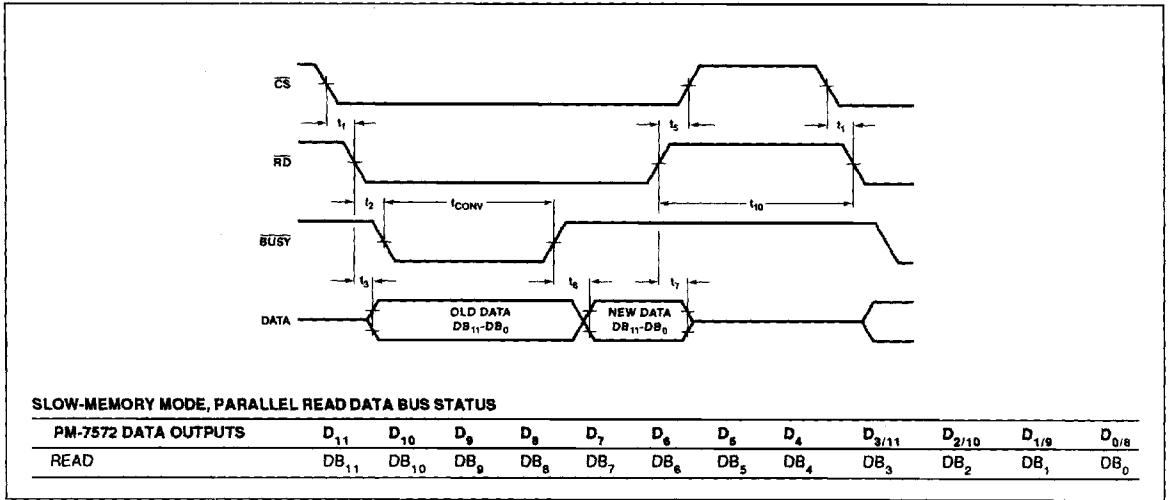 CS
t1 t5 t1
RD
t2 tCONV t10
BUSY
t3 t6 t7
DATA OLD DATA NEW DATA
DB11-DB0 DB11-DB0
SLOW-MEMORY MODE, PARALLEL READ DATA BUS STATUS
PM-7572 DATA OUTPUTS D11 D10 D9 D8 D7 D6 D5 D4 D3/11 D2/10 D1/9 D0/8
READ DB11 DB10 DB9 DB8 DB7 DB6 DB5 DB4 DB3 DB2 DB1 DB0